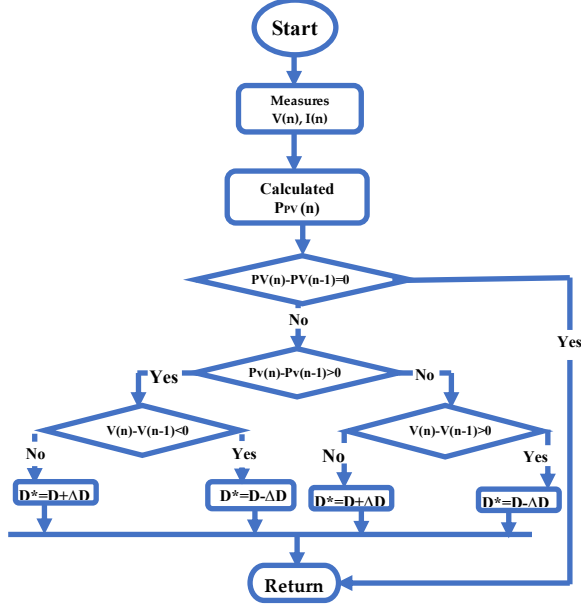 Start
Measures
V(n), I(n)
Calculated
PPV (n)
PV(n)-PV(n-1)=0
No
Yes
Pv(n)-Pv(n-1)>0
Yes
No
V(n)-V(n-1)<0
V(n)-V(n-1)>0
No
Yes
No
Yes
D*=D+ΔD
D*=D-ΔD
D*=D+ΔD
D*=D-ΔD
Return